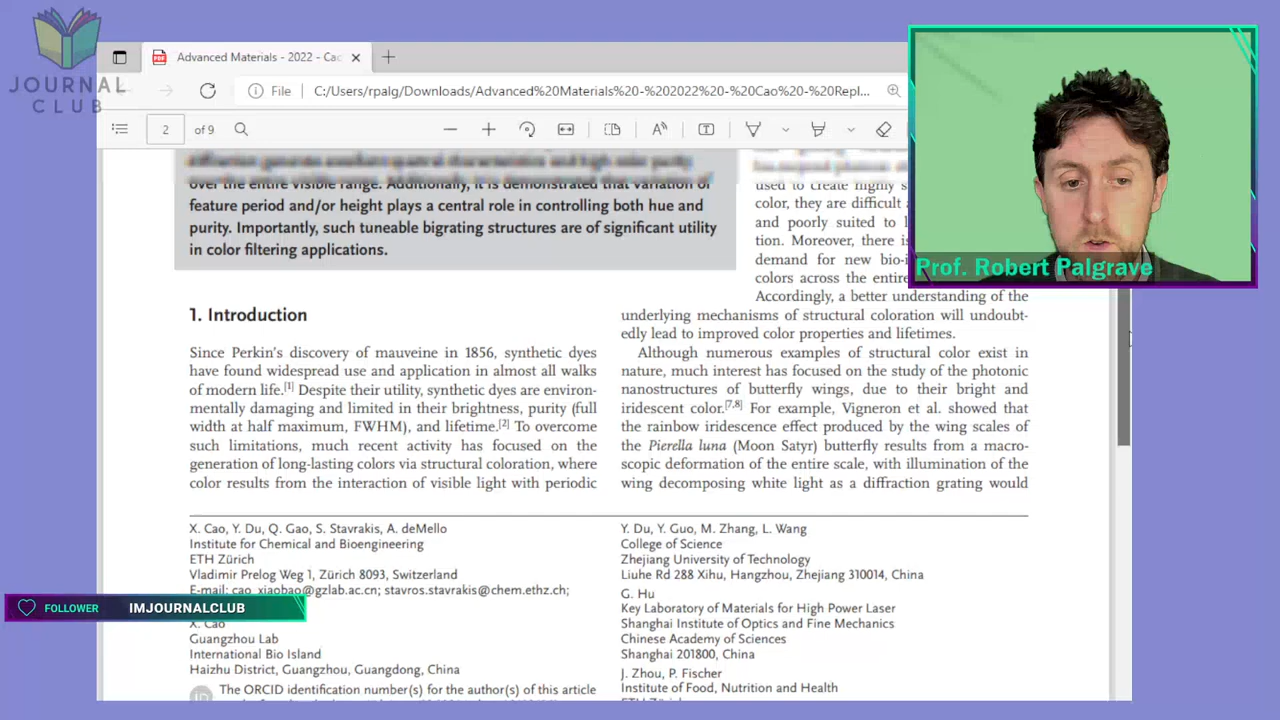 JOURNAL
CLUB
Advanced Materials - 2022 - Cao
File
C:/Users/rpalg/Downloads/Advanced%20Materials%20-%202022%20-%20Cao%20-%20Repl...
2
of 9
diffraction generates excellent spectral characteristics and high color purity
over the entire visible range. Additionally, it is demonstrated that variation of
feature period and/or height plays a central role in controlling both hue and
purity. Importantly, such tuneable bigrating structures are of significant utility
in color filtering applications.
1. Introduction
Since Perkin's discovery of mauveine in 1856, synthetic dyes
have found widespread use and application in almost all walks
of modern life.[1] Despite their utility, synthetic dyes are environ-
mentally damaging and limited in their brightness, purity (full
width at half maximum, FWHM), and lifetime.[2] To overcome
such limitations, much recent activity has focused on the
generation of long-lasting colors via structural coloration, where
color results from the interaction of visible light with periodic
used to create highly s
color, they are difficult a
and poorly suited to l
tion. Moreover, there is
demand for new bio-i
colors across the entire
Accordingly, a better understanding of the
underlying mechanisms of structural coloration will undoubt-
edly lead to improved color properties and lifetimes.
Although numerous examples of structural color exist in
nature, much interest has focused on the study of the photonic
nanostructures of butterfly wings, due to their bright and
iridescent color.[7,8] For example, Vigneron et al. showed that
the rainbow iridescence effect produced by the wing scales of
the Pierella luna (Moon Satyr) butterfly results from a macro-
scopic deformation of the entire scale, with illumination of the
wing decomposing white light as a diffraction grating would
X. Cao, Y. Du, Q. Gao, S. Stavrakis, A. deMello
Institute for Chemical and Bioengineering
ETH Zürich
Vladimir Prelog Weg 1, Zürich 8093, Switzerland
E-mail: cao_xiaobao@gzlab.ac.cn; stavros.stavrakis@chem.ethz.ch;
X. Cao
Guangzhou Lab
International Bio Island
Haizhu District, Guangzhou, Guangdong, China
iD
The ORCID identification number(s) for the author(s) of this article
Y. Du, Y. Guo, M. Zhang, L. Wang
College of Science
Zhejiang University of Technology
Liuhe Rd 288 Xihu, Hangzhou, Zhejiang 310014, China
G. Hu
Key Laboratory of Materials for High Power Laser
Shanghai Institute of Optics and Fine Mechanics
Chinese Academy of Sciences
Shanghai 201800, China
J. Zhou, P. Fischer
Institute of Food, Nutrition and Health
ETH Zürich
Prof. Robert Palgrave
FOLLOWER
IMJOURNALCLUB